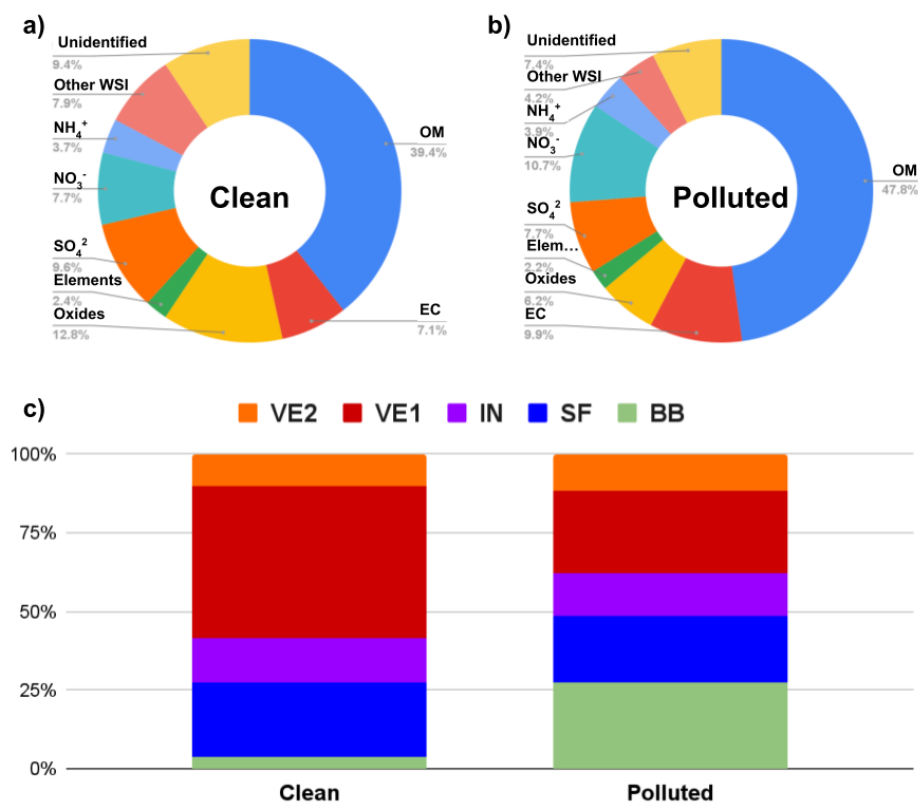 a)
Unidentified
9.4%
Other WSI
7.9%
NH₄⁺
3.7%
NO₃⁻
7.7%
SO₄²
9.6%
Elements
2.4%
Oxides
12.8%
OM
39.4%
EC
7.1%
Clean
b)
Unidentified
7.4%
Other WSI
4.2%
NH₄⁺
3.9%
NO₃⁻
10.7%
SO₄²
7.7%
Elem...
2.2%
Oxides
6.2%
EC
9.9%
OM
47.8%
Polluted
c)
VE2 VE1 IN SF BB
100%
75%
50%
25%
0%
Clean Polluted